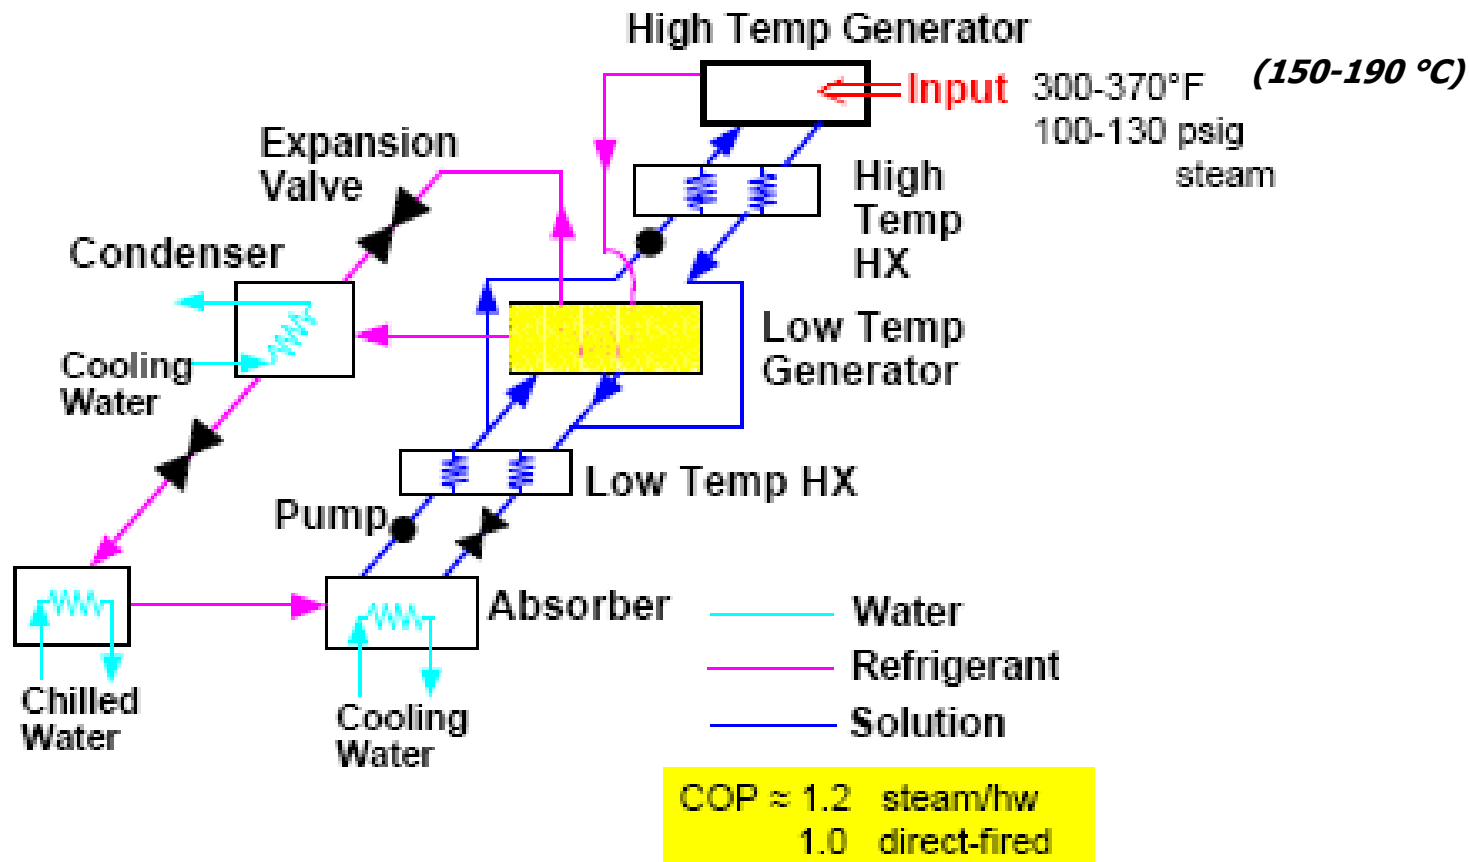 High Temp Generator
Input
300-370°F
(150-190 °C)
100-130 psig
steam
Expansion
Valve
High
Temp
HX
Condenser
Cooling
Water
Low Temp
Generator
Low Temp HX
Pump
Absorber
Chilled
Water
Cooling
Water
Water
Refrigerant
Solution
COP ≈ 1.2 steam/hw
1.0 direct-fired